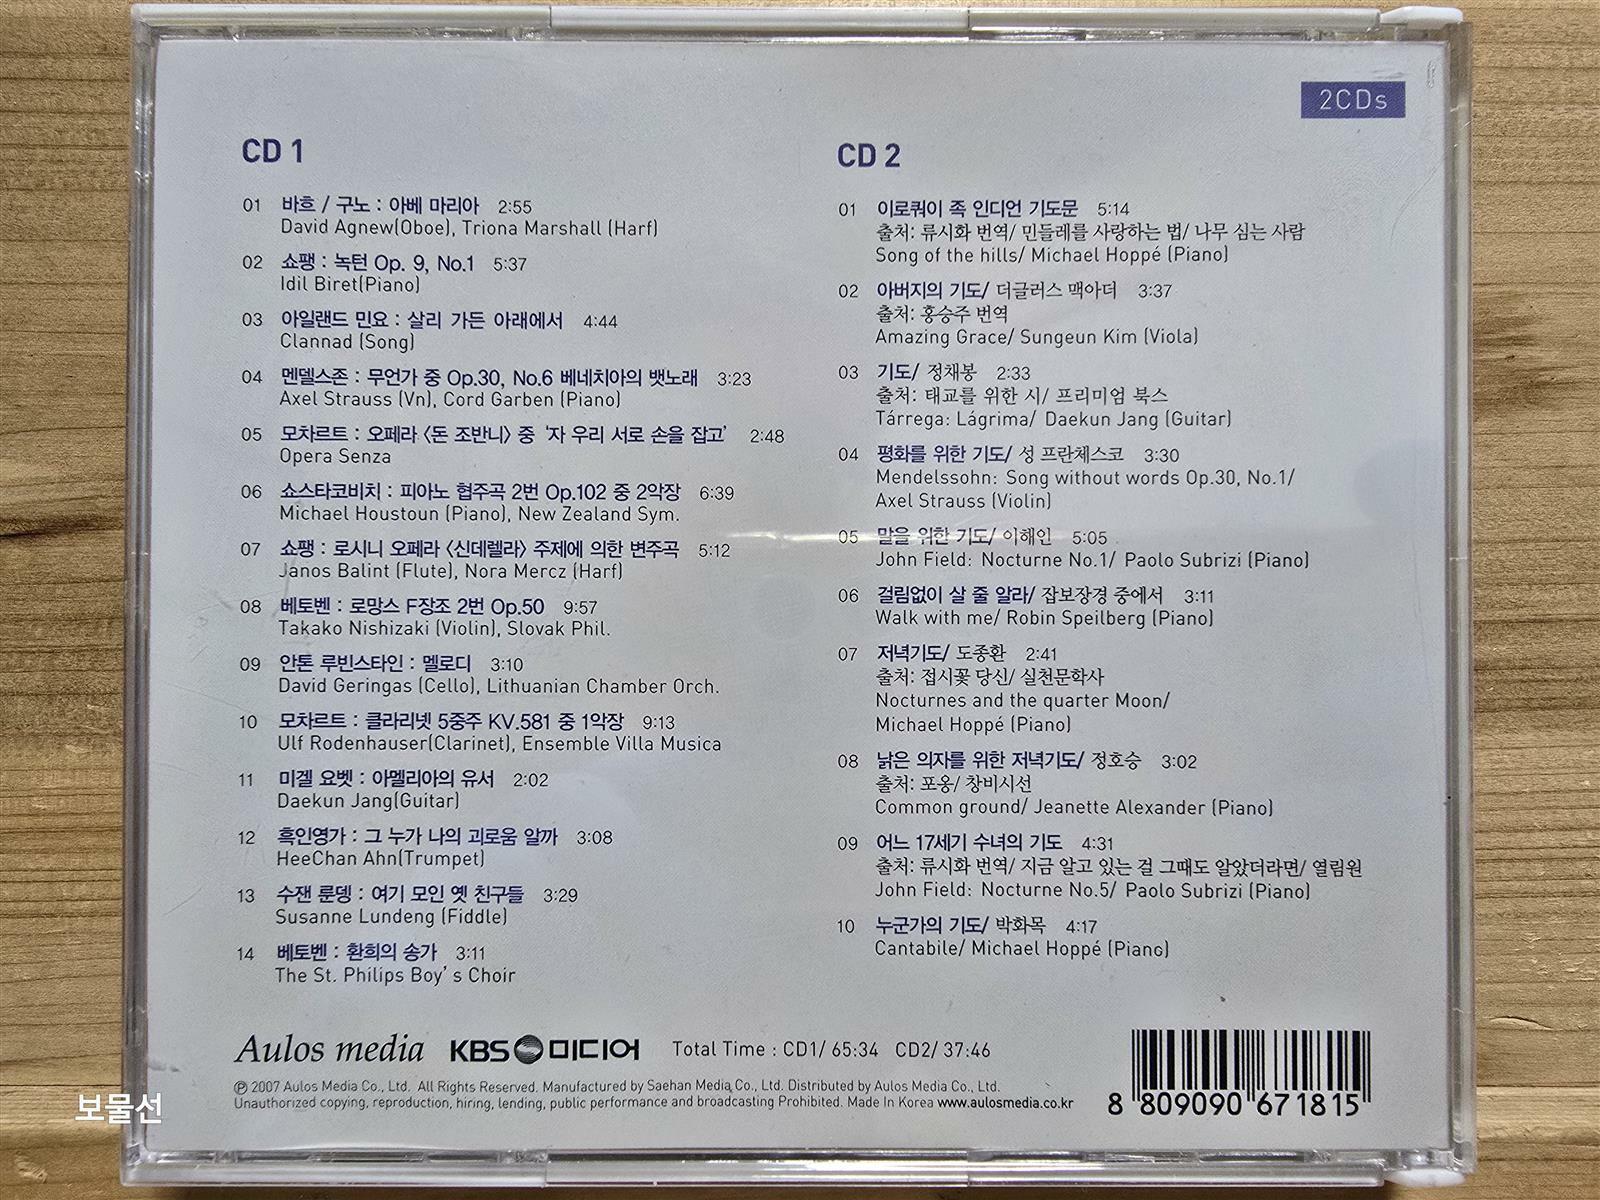 2CDs
CD 1
01 바흐 / 구노 : 아베 마리아 2:55
David Agnew(Oboe), Triona Marshall (Harf)
02 쇼팽 : 녹턴 Op. 9, No.1 5:37
Idil Biret(Piano)
03 아일랜드 민요 : 샬리 가든 아래에서 4:44
Clannad (Song)
04 멘델스존 : 무언가 중 Op.30, No.6 베네치아의 뱃노래 3:23
Axel Strauss (Vn), Cord Garben (Piano)
05 모차르트 : 오페라 〈돈 조반니〉 중 '자 우리 서로 손을 잡고' 2:48
Opera Senza
06 쇼스타코비치 : 피아노 협주곡 2번 Op.102 중 2악장 6:39
Michael Houstoun (Piano), New Zealand Sym.
07 쇼팽 : 로시니 오페라 〈신데렐라〉 주제에 의한 변주곡 5:12
Janos Balint (Flute), Nora Mercz (Harf)
08 베토벤 : 로망스 F장조 2번 Op.50 9:57
Takako Nishizaki (Violin), Slovak Phil.
09 안톤 루빈스타인 : 멜로디 3:10
David Geringas (Cello), Lithuanian Chamber Orch.
10 모차르트 : 클라리넷 5중주 KV.581 중 1악장 9:13
Ulf Rodenhauser(Clarinet), Ensemble Villa Musica
11 미겔 요벳 : 아멜리아의 유서 2:02
Daekun Jang(Guitar)
12 흑인영가 : 그 누가 나의 괴로움 알까 3:08
HeeChan Ahn(Trumpet)
13 수잰 룬뎅 : 여기 모인 옛 친구들 3:29
Susanne Lundeng (Fiddle)
14 베토벤 : 환희의 송가 3:11
The St. Philips Boy's Choir
CD 2
01 이로쿼이 족 인디언 기도문 5:14
출처: 류시화 번역/ 민들레를 사랑하는 법/ 나무 심는 사람
Song of the hills/ Michael Hoppé (Piano)
02 아버지의 기도/ 더글러스 맥아더 3:37
출처: 홍승주 번역
Amazing Grace/ Sungeun Kim (Viola)
03 기도/ 정채봉 2:33
출처: 태교를 위한 시/ 프리미엄 북스
Tárrega: Lágrima/ Daekun Jang (Guitar)
04 평화를 위한 기도/ 성 프란체스코 3:30
Mendelssohn: Song without words Op.30, No.1/
Axel Strauss (Violin)
05 말을 위한 기도/ 이해인 5:05
John Field: Nocturne No.1/ Paolo Subrizi (Piano)
06 걸림없이 살 줄 알라/ 잡보장경 중에서 3:11
Walk with me/ Robin Speilberg (Piano)
07 저녁기도/ 도종환 2:41
출처: 접시꽃 당신/ 실천문학사
Nocturnes and the quarter Moon/
Michael Hoppé (Piano)
08 낡은 의자를 위한 저녁기도/ 정호승 3:02
출처: 포옹/ 창비시선
Common ground/ Jeanette Alexander (Piano)
09 어느 17세기 수녀의 기도 4:31
출처: 류시화 번역/ 지금 알고 있는 걸 그때도 알았더라면/ 열림원
John Field: Nocturne No.5/ Paolo Subrizi (Piano)
10 누군가의 기도/ 박화목 4:17
Cantabile/ Michael Hoppé (Piano)
Aulos media KBS 미디어 Total Time : CD1/ 65:34 CD2/ 37:46
Ⓟ 2007 Aulos Media Co., Ltd. All Rights Reserved. Manufactured by Saehan Media Co., Ltd. Distributed by Aulos Media Co., Ltd.
Unauthorized copying, reproduction, hiring, lending, public performance and broadcasting Prohibited. Made In Korea www.aulosmedia.co.kr
8 809090 671815
보물선